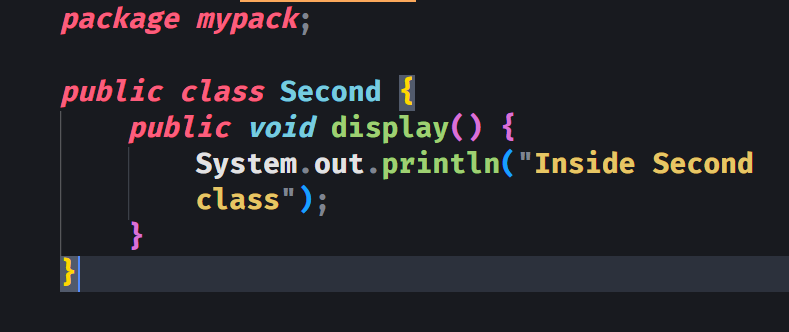 package mypack;
public class Second {
public void display() {
System.out.println("Inside Second
class");
}
}